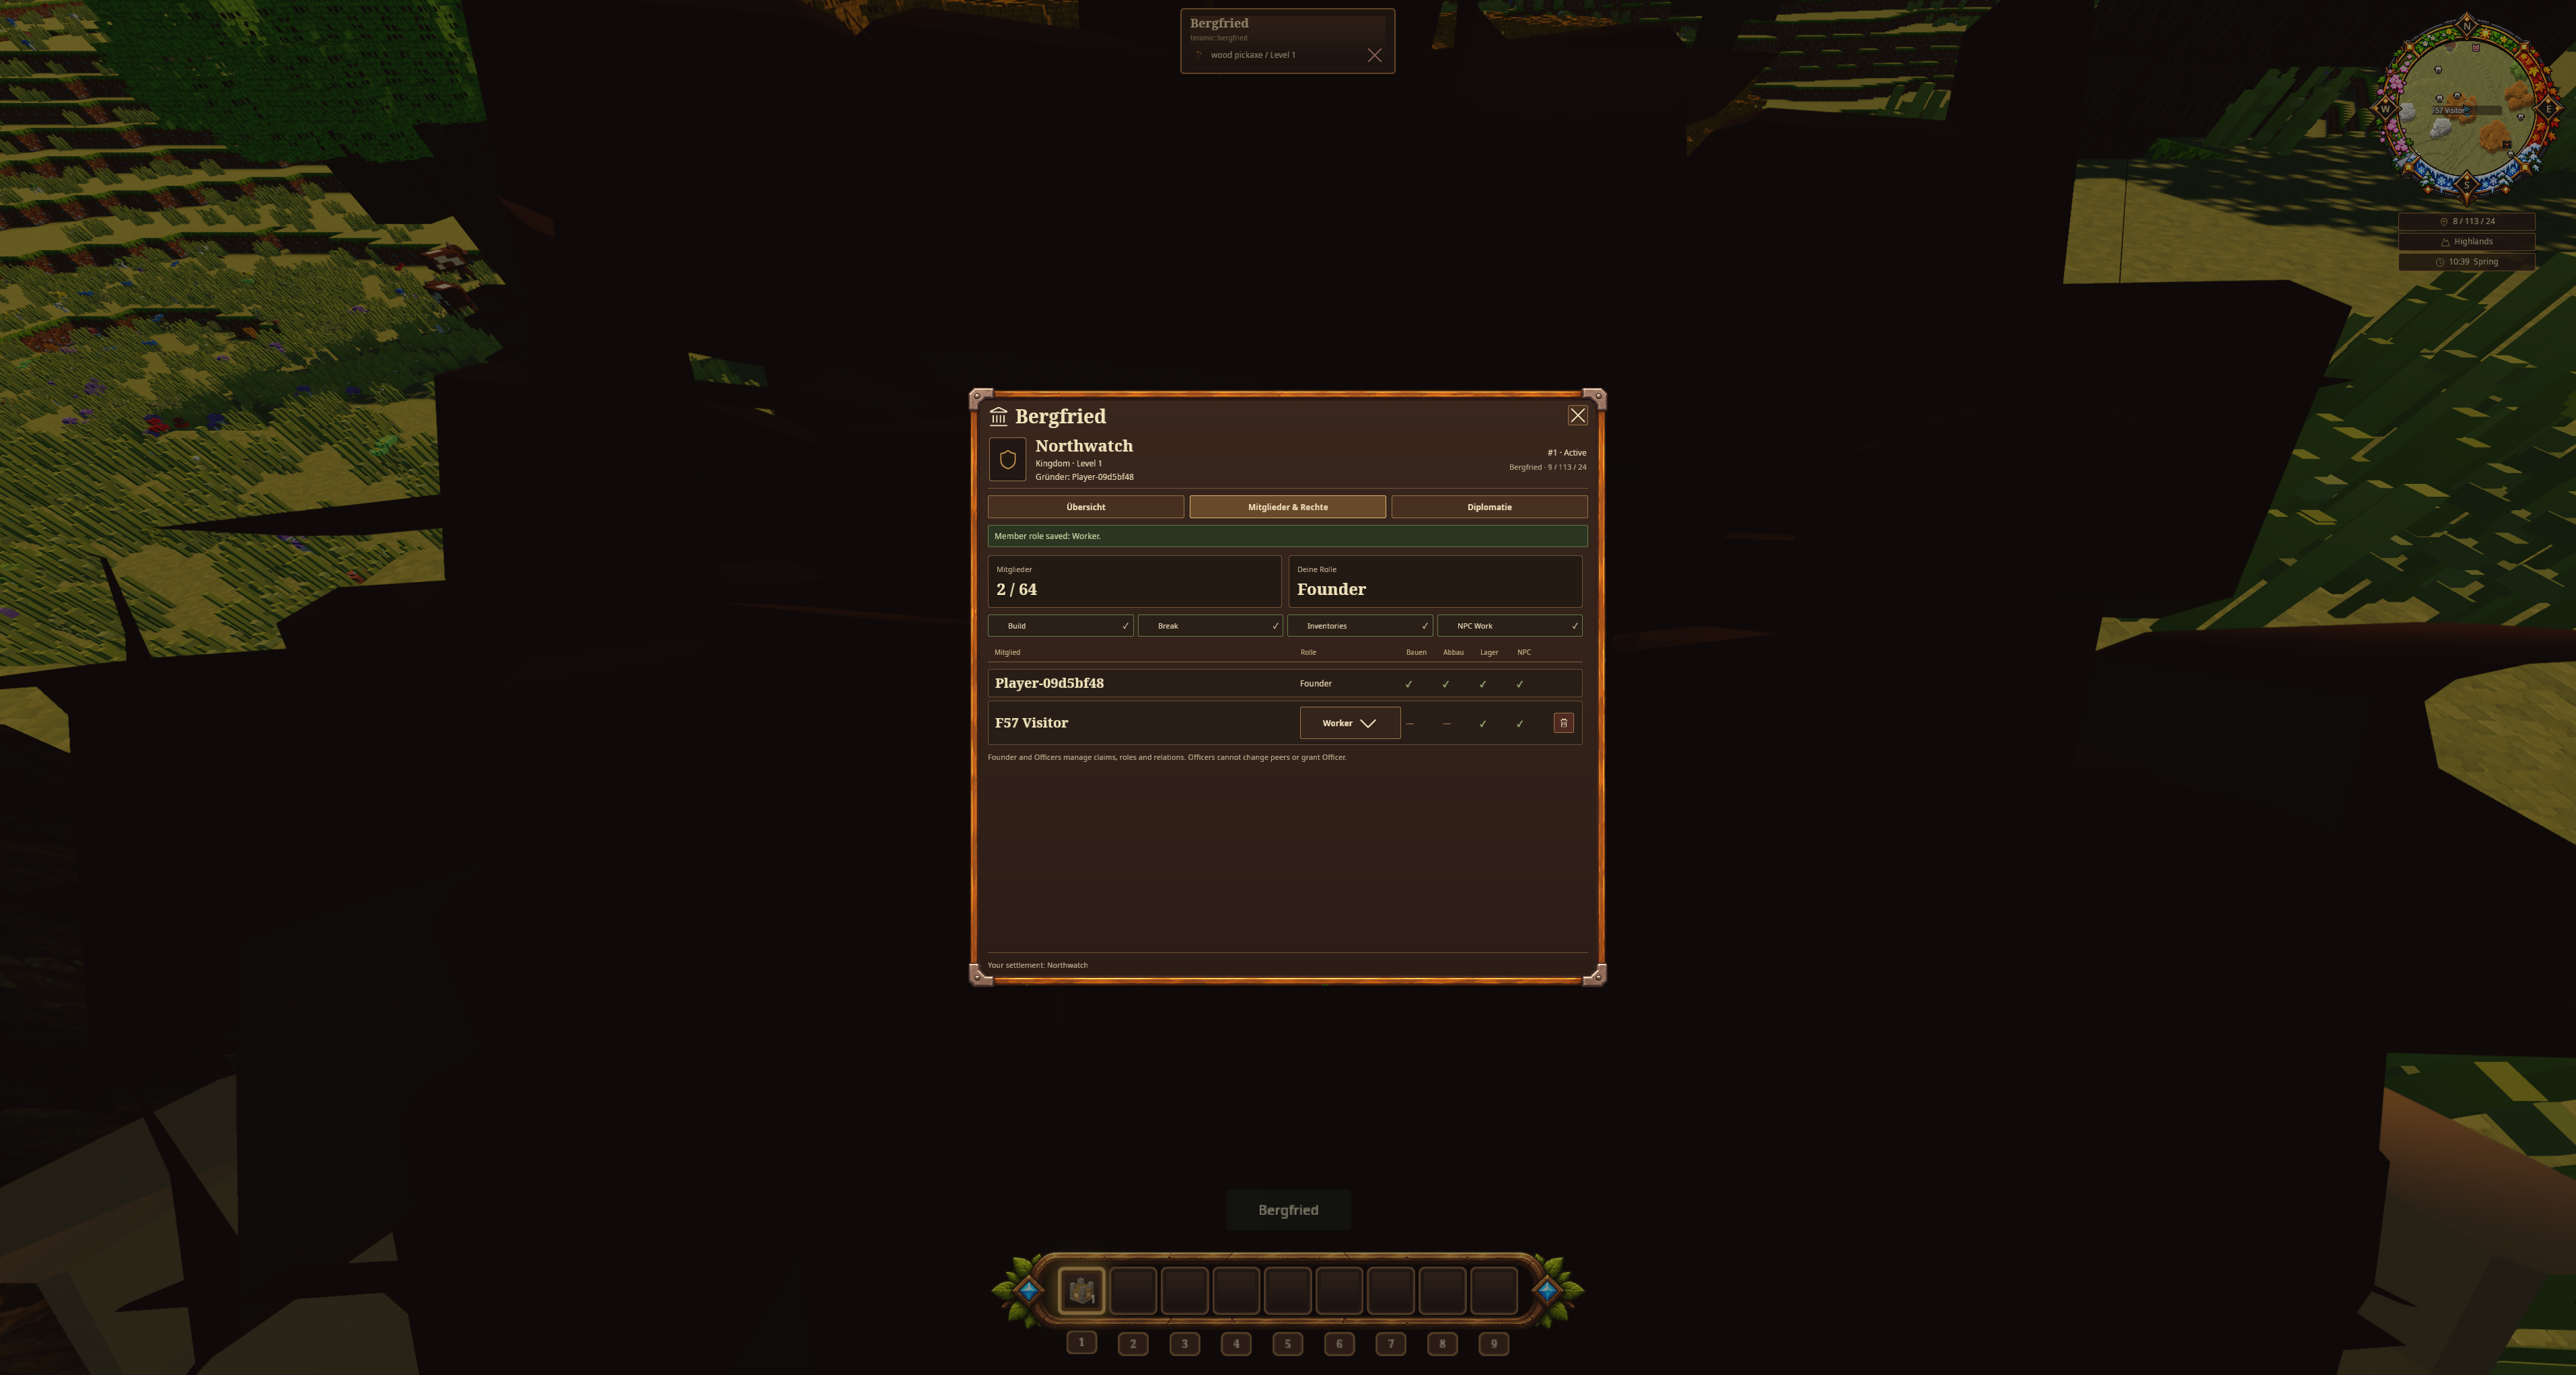 Bergfried
teramic::bergfried
wood pickaxe / Level 1
N
W
E
S
F57 Visitor
8 / 113 / 24
Highlands
10:39 Spring
Bergfried
Northwatch
Kingdom · Level 1
Gründer: Player-09d5bf48
#1 · Active
Bergfried · 9 / 113 / 24
Übersicht
Mitglieder & Rechte
Diplomatie
Member role saved: Worker.
Mitglieder
2 / 64
Deine Rolle
Founder
Build ✓
Break ✓
Inventories ✓
NPC Work ✓
Mitglied Rolle Bauen Abbau Lager NPC
Player-09d5bf48 Founder ✓ ✓ ✓ ✓
F57 Visitor Worker — — ✓ ✓
Founder and Officers manage claims, roles and relations. Officers cannot change peers or grant Officer.
Your settlement: Northwatch
Bergfried
1
1 2 3 4 5 6 7 8 9